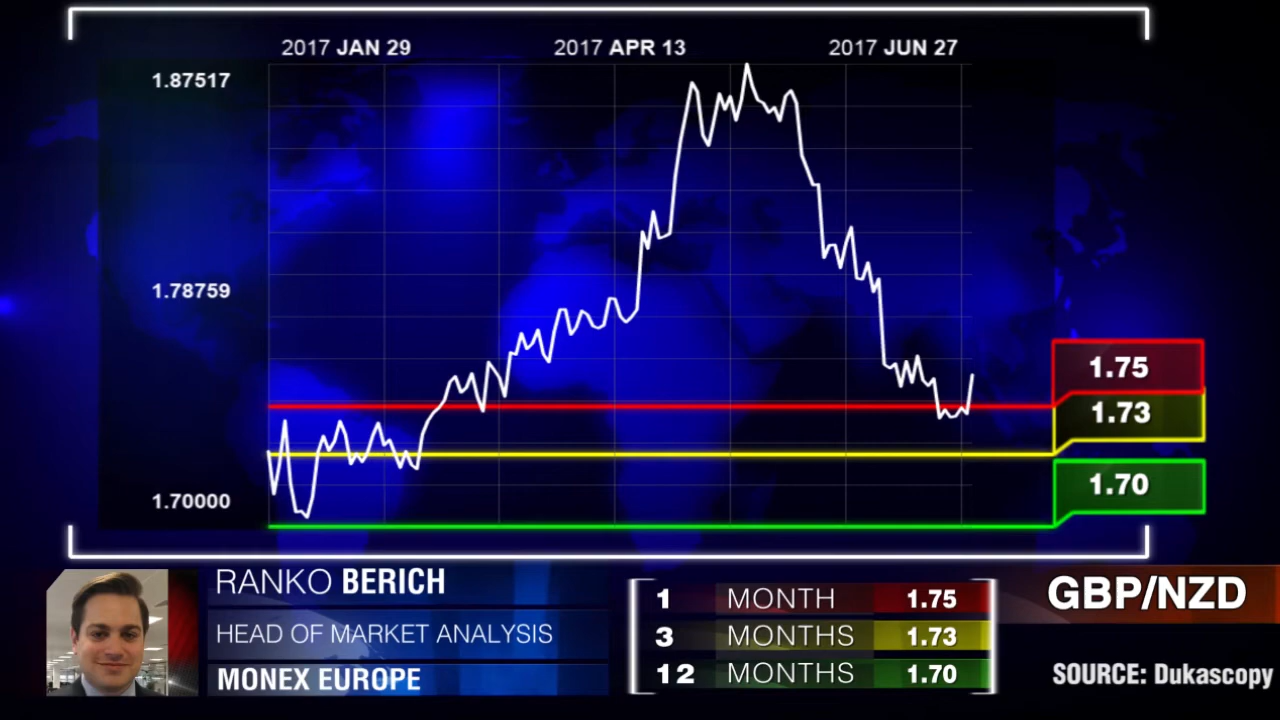 2017 JAN 29
2017 APR 13
2017 JUN 27
1.87517
1.78759
1.70000
1.75
1.73
1.70
RANKO BERICH
HEAD OF MARKET ANALYSIS
MONEX EUROPE
1 MONTH 1.75
3 MONTHS 1.73
12 MONTHS 1.70
GBP/NZD
SOURCE: Dukascopy